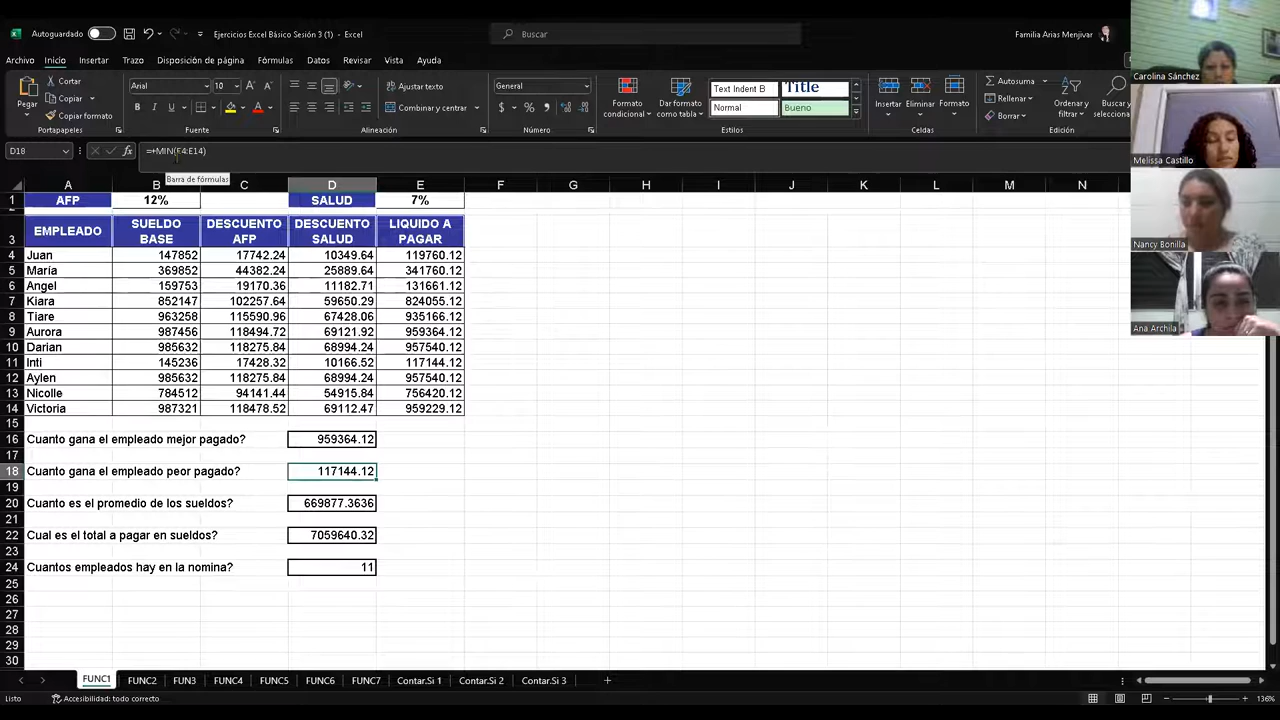 Autoguardado
Ejercicios Excel Básico Sesión 3 (1) - Excel
Buscar
Familia Arias Menjivar
Archivo Inicio Insertar Trazo Disposición de página Fórmulas Datos Revisar Vista Ayuda
Pegar
Cortar
Copiar
Copiar formato
Portapapeles
Arial 10
Fuente
Ajustar texto
Combinar y centrar
Alineación
General
Número
Formato condicional
Dar formato como tabla
Text Indent B Title
Normal Bueno
Estilos
Insertar Eliminar Formato
Celdas
Autosuma
Rellenar
Borrar
Ordenar y filtrar
Buscar y
Carolina Sánchez
Melissa Castillo
Nancy Bonilla
Ana Archila
D18 fx =+MIN(E4:E14)
Barra de fórmulas
A B C D E F G H I J K L M N
1 AFP 12% SALUD 7%
3 EMPLEADO SUELDO BASE DESCUENTO AFP DESCUENTO SALUD LIQUIDO A PAGAR
4 Juan 147852 17742.24 10349.64 119760.12
5 María 369852 44382.24 25889.64 341760.12
6 Angel 159753 19170.36 11182.71 131661.12
7 Kiara 852147 102257.64 59650.29 824055.12
8 Tiare 963258 115590.96 67428.06 935166.12
9 Aurora 987456 118494.72 69121.92 959364.12
10 Darian 985632 118275.84 68994.24 957540.12
11 Inti 145236 17428.32 10166.52 117144.12
12 Aylen 985632 118275.84 68994.24 957540.12
13 Nicolle 784512 94141.44 54915.84 756420.12
14 Victoria 987321 118478.52 69112.47 959229.12
15
16 Cuanto gana el empleado mejor pagado? 959364.12
17
18 Cuanto gana el empleado peor pagado? 117144.12
19
20 Cuanto es el promedio de los sueldos? 669877.3636
21
22 Cual es el total a pagar en sueldos? 7059640.32
23
24 Cuantos empleados hay en la nomina? 11
25
26
27
28
29
30
FUNC1 FUNC2 FUN3 FUNC4 FUNC5 FUNC6 FUNC7 Contar.Si 1 Contar.Si 2 Contar.Si 3
Listo Accesibilidad: todo correcto 136%